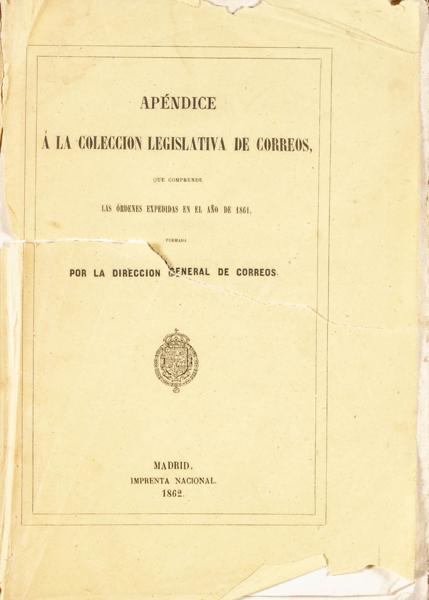 APÉNDICE
Á LA COLECCION LEGISLATIVA DE CORREOS,
QUE COMPRENDE
LAS ÓRDENES EXPEDIDAS EN EL AÑO DE 1861,
FORMADO
POR LA DIRECCION GENERAL DE CORREOS.
MADRID,
IMPRENTA NACIONAL.
1862.